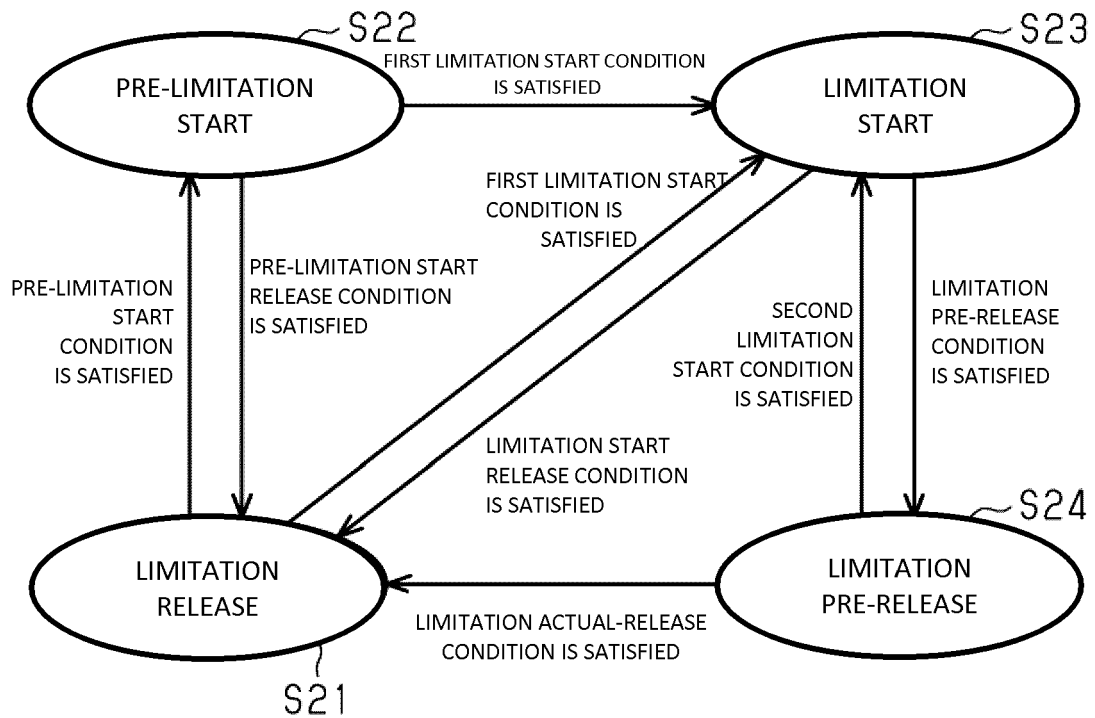 S22
S23
PRE-LIMITATION
START
FIRST LIMITATION START CONDITION
IS SATISFIED
LIMITATION
START
FIRST LIMITATION START
CONDITION IS
SATISFIED
PRE-LIMITATION
START
CONDITION
IS SATISFIED
PRE-LIMITATION START
RELEASE CONDITION
IS SATISFIED
SECOND
LIMITATION
START CONDITION
IS SATISFIED
LIMITATION
PRE-RELEASE
CONDITION
IS SATISFIED
LIMITATION START
RELEASE CONDITION
IS SATISFIED
S24
LIMITATION
RELEASE
LIMITATION
PRE-RELEASE
LIMITATION ACTUAL-RELEASE
CONDITION IS SATISFIED
S21